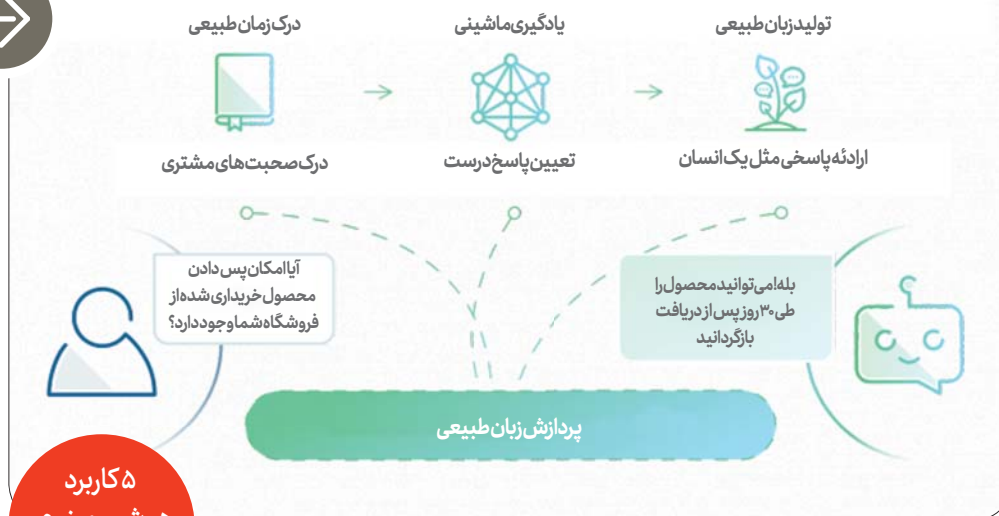 درک زمان طبیعی
یادگیری ماشینی
تولید زبان طبیعی
درک صحبت‌های مشتری
تعیین پاسخ درست
ارادئه پاسخی مثل یک انسان
آیا امکان پس دادن
محصول خریداری شده از
فروشگاه شما وجود دارد؟
بله! می‌توانید محصول را
طی ۳۰ روز پس از دریافت
بازگردانید
پردازش زبان طبیعی
۵ کاربرد